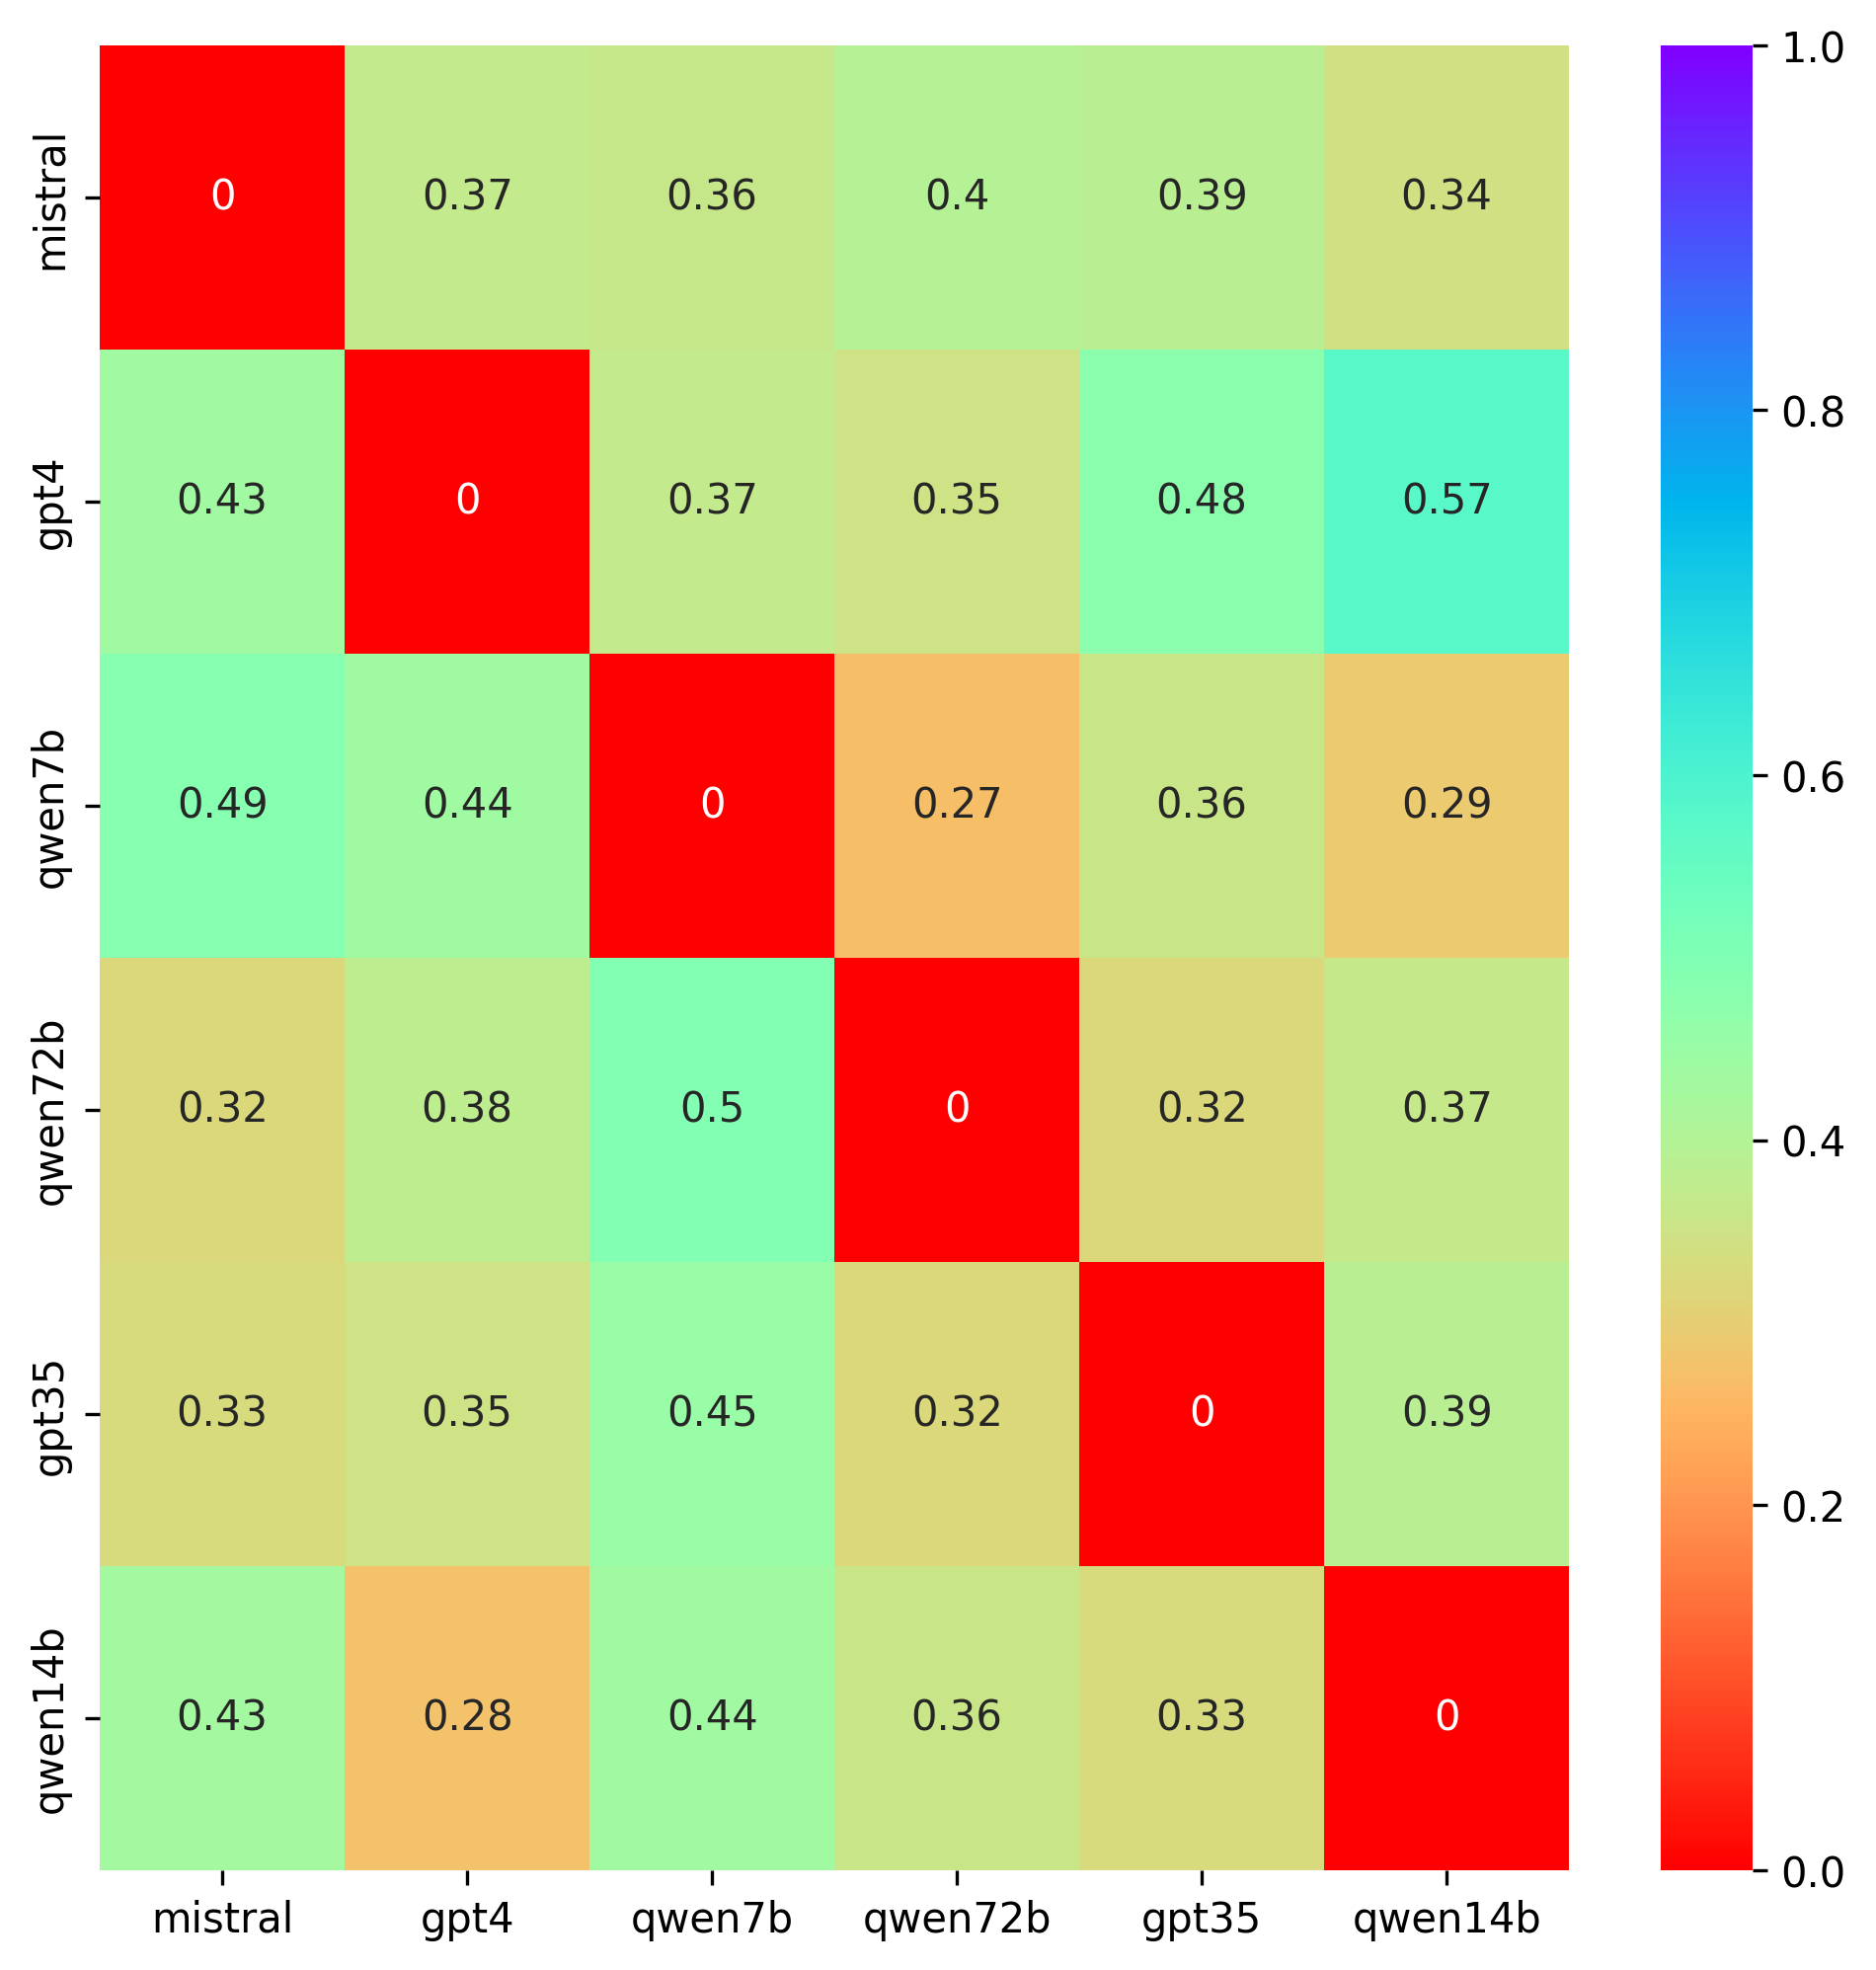 mistral 0 0.37 0.36 0.4 0.39 0.34
gpt4 0.43 0 0.37 0.35 0.48 0.57
qwen7b 0.49 0.44 0 0.27 0.36 0.29
qwen72b 0.32 0.38 0.5 0 0.32 0.37
gpt35 0.33 0.35 0.45 0.32 0 0.39
qwen14b 0.43 0.28 0.44 0.36 0.33 0
mistral gpt4 qwen7b qwen72b gpt35 qwen14b
1.0
0.8
0.6
0.4
0.2
0.0